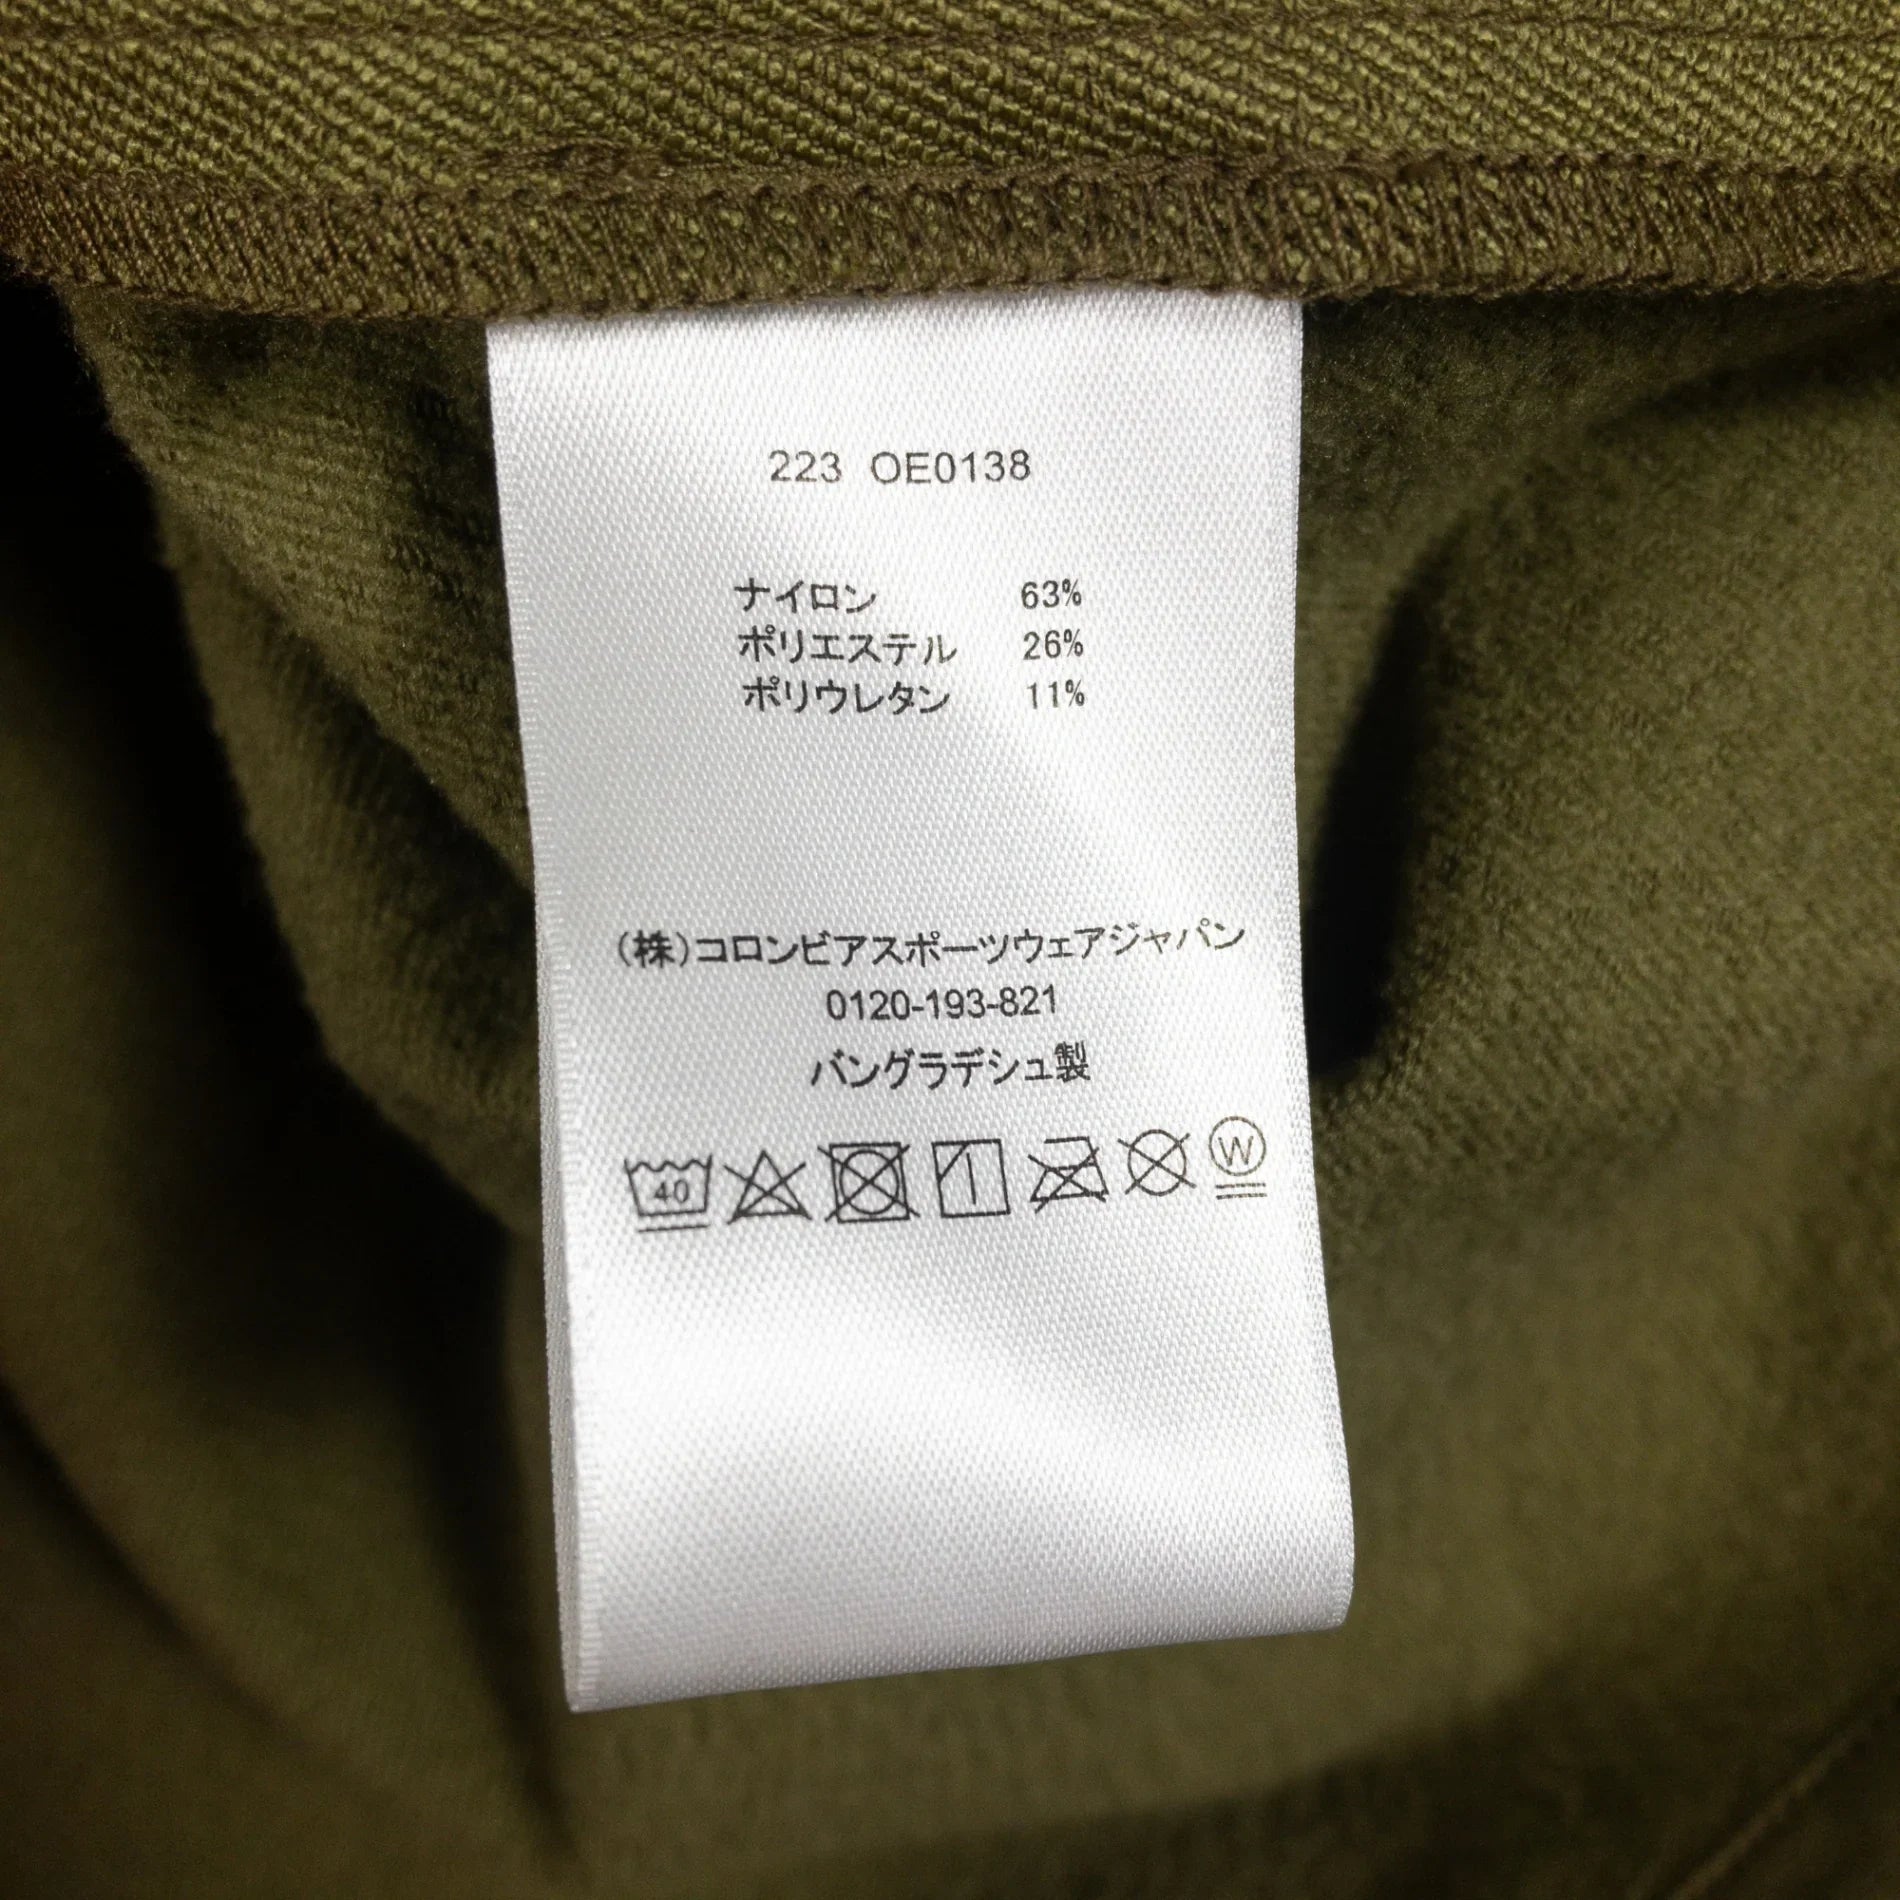 223 OE0138
ナイロン 63%
ポリエステル 26%
ポリウレタン 11%
(株)コロンビアスポーツウェアジャパン
0120-193-821
バングラデシュ製
40 W